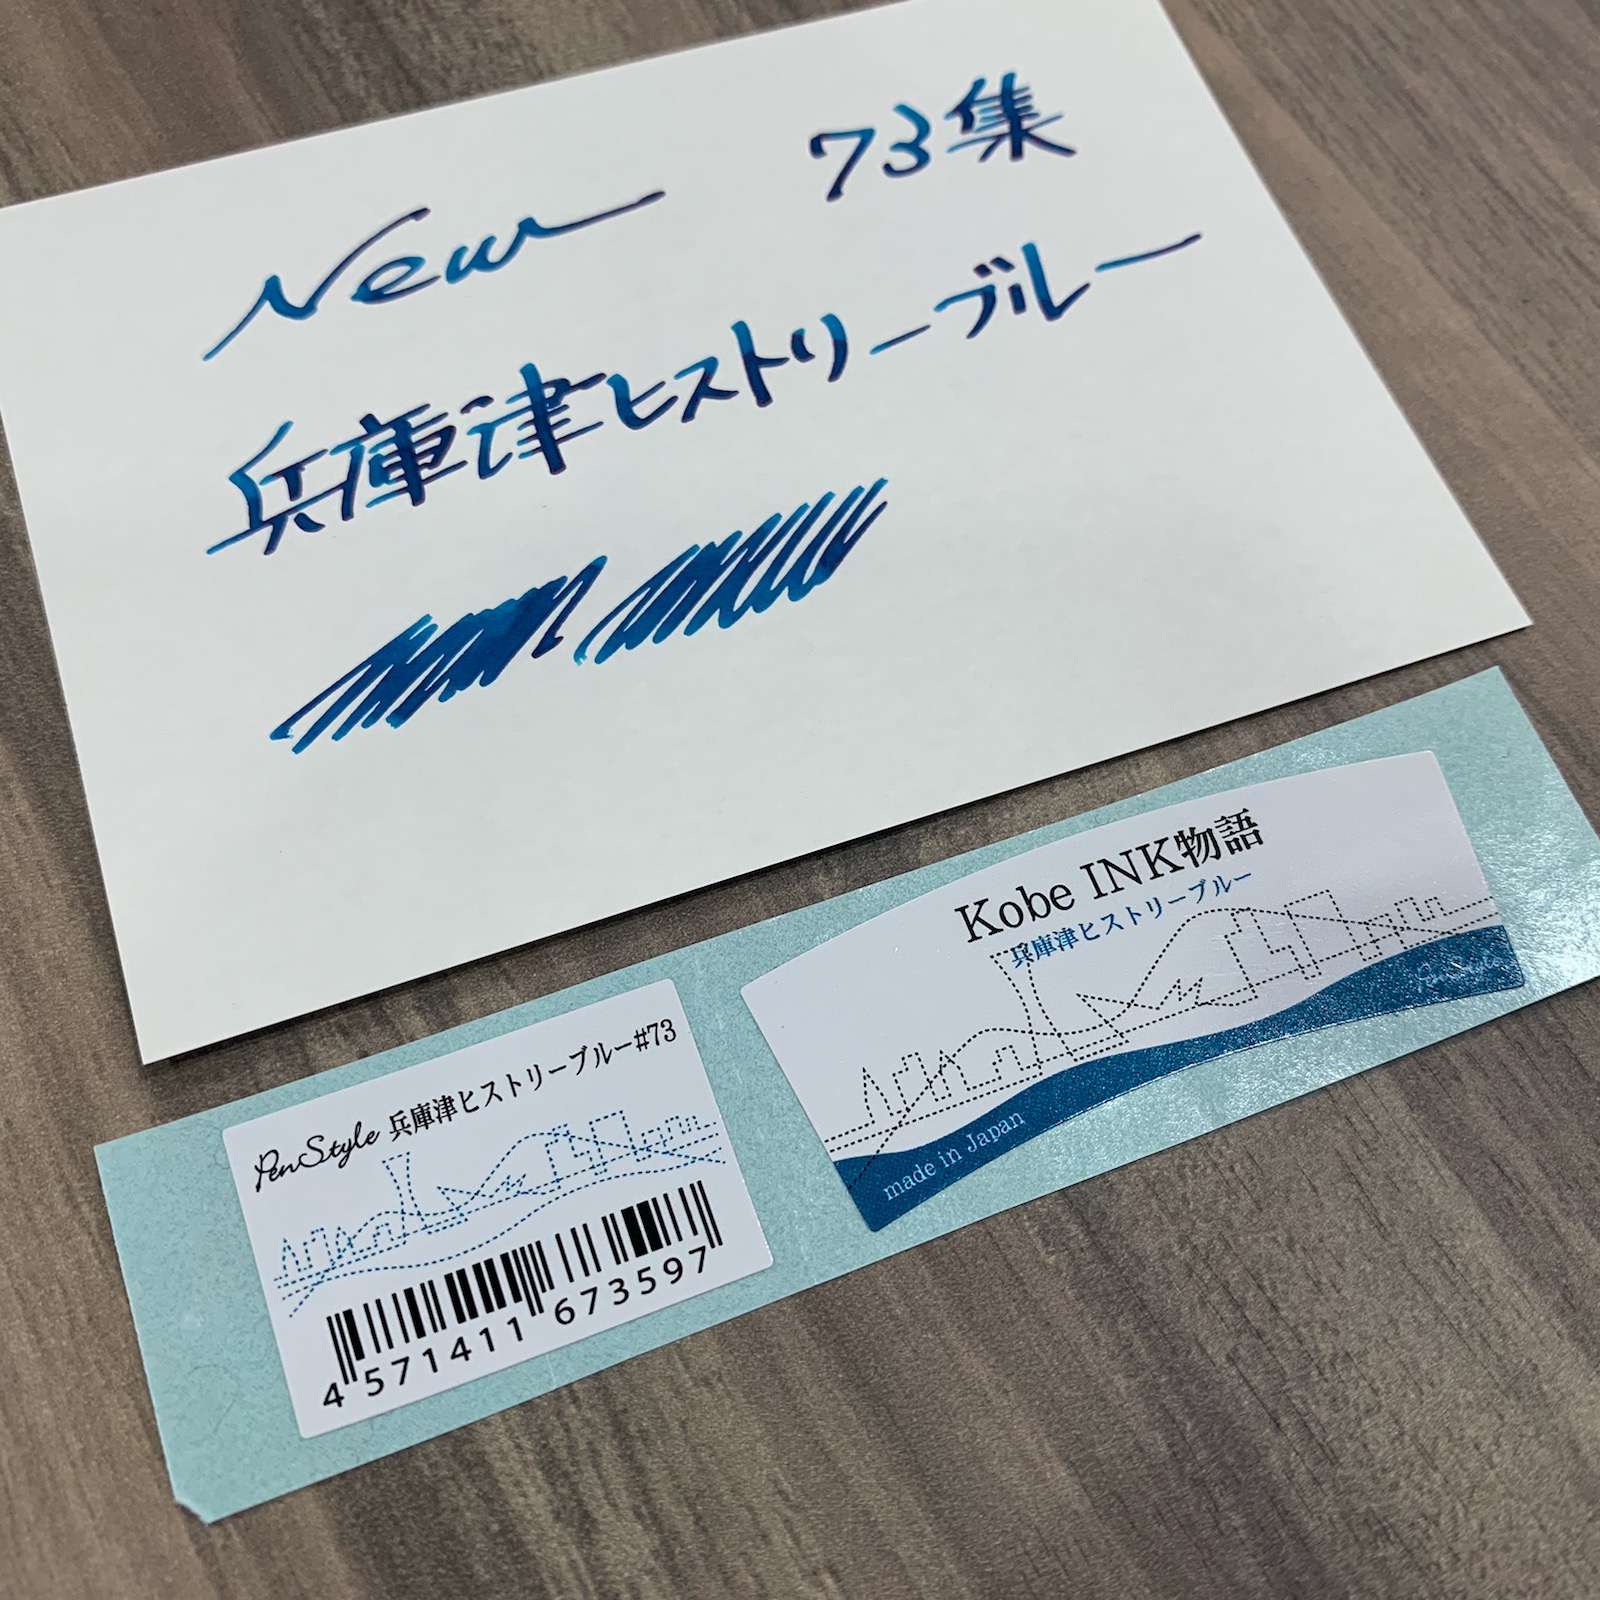 New 73集
兵庫津ヒストリーブルー
Kobe INK物語
兵庫津ヒストリーブルー
PenStyle
made in Japan
PenStyle 兵庫津ヒストリーブルー#73
4 571411 673597